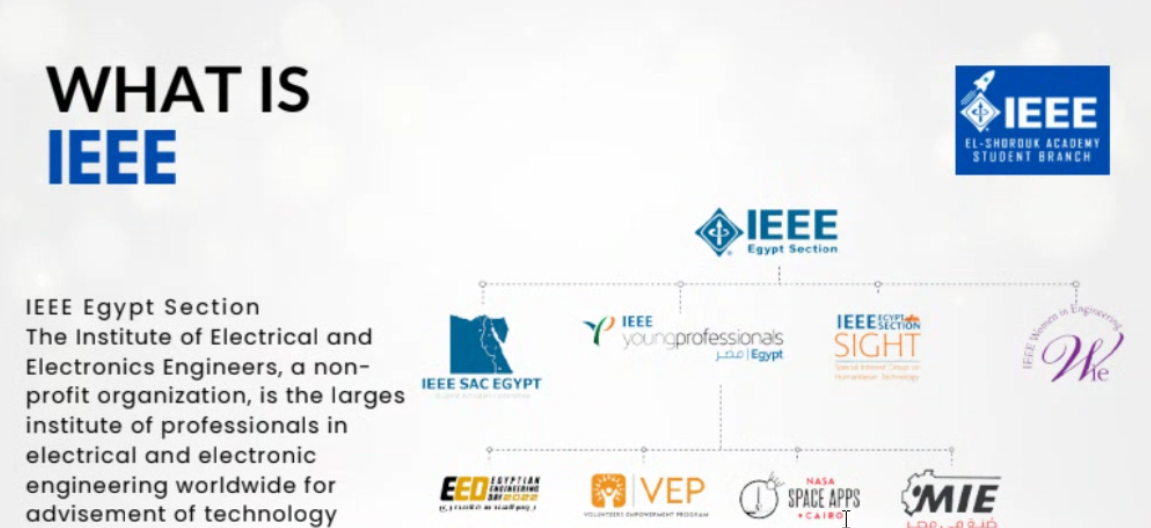 WHAT IS
IEEE
IEEE
EL-SHOROUK ACADEMY
STUDENT BRANCH
IEEE
Egypt Section
IEEE Egypt Section
The Institute of Electrical and
Electronics Engineers, a non-
profit organization, is the larges
institute of professionals in
electrical and electronic
engineering worldwide for
advisement of technology
IEEE SAC EGYPT
IEEE
youngprofessionals
مصر | Egypt
IEEE EGYPT SECTION
SIGHT
Special Interest Group on
Humanitarian Technology
IEEE Women in Engineering
Wie
EED EGYPTIAN
ENGINEERING
DAY 2022
VEP
VOLUNTEERS EMPOWERMENT PROGRAM
NASA
SPACE APPS
CAIRO
MIE